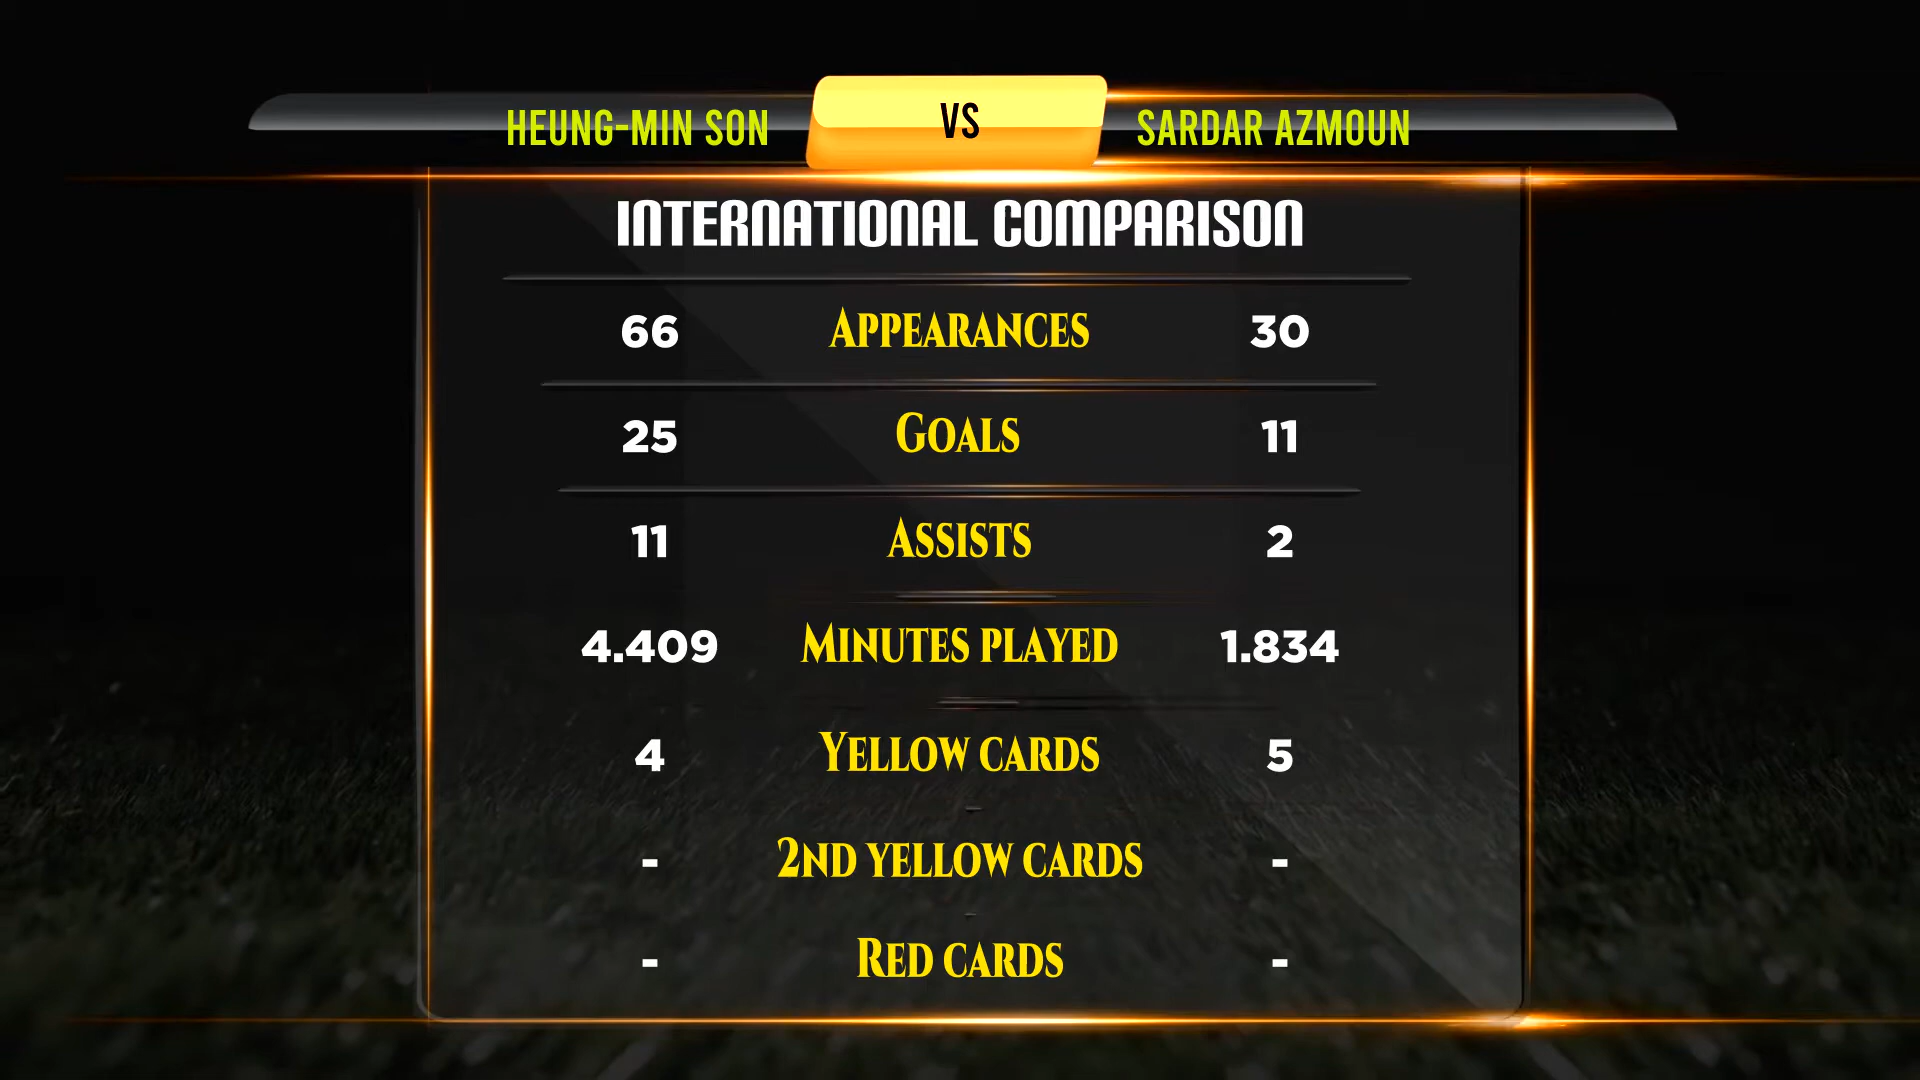 HEUNG-MIN SON VS SARDAR AZMOUN
INTERNATIONAL COMPARISON
66 APPEARANCES 30
25 GOALS 11
11 ASSISTS 2
4.409 MINUTES PLAYED 1.834
4 YELLOW CARDS 5
- 2ND YELLOW CARDS -
- RED CARDS -